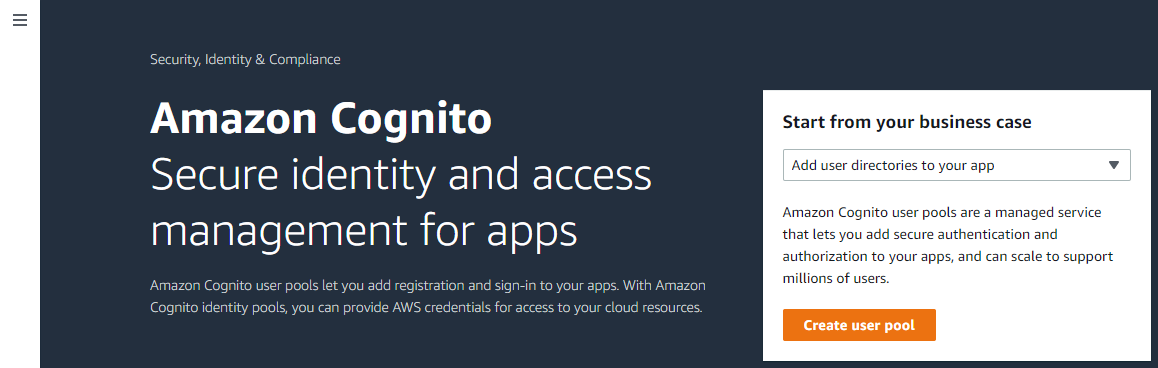 Security, Identity & Compliance
Amazon Cognito
Secure identity and access
management for apps
Amazon Cognito user pools let you add registration and sign-in to your apps. With Amazon
Cognito identity pools, you can provide AWS credentials for access to your cloud resources.
Start from your business case
Add user directories to your app
Amazon Cognito user pools are a managed service
that lets you add secure authentication and
authorization to your apps, and can scale to support
millions of users.
Create user pool